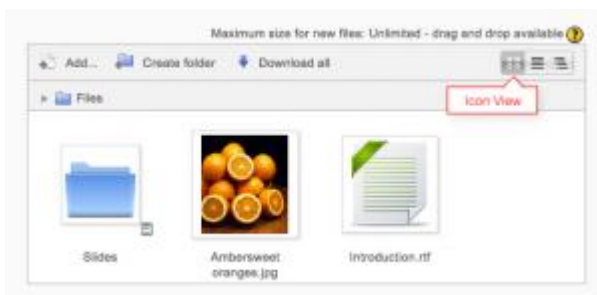 Maximum size for new files: Unlimited - drag and drop available ?
Add... Create folder Download all
Files
Icon View
Slides
Ambersweet
oranges.jpg
Introduction.rtf